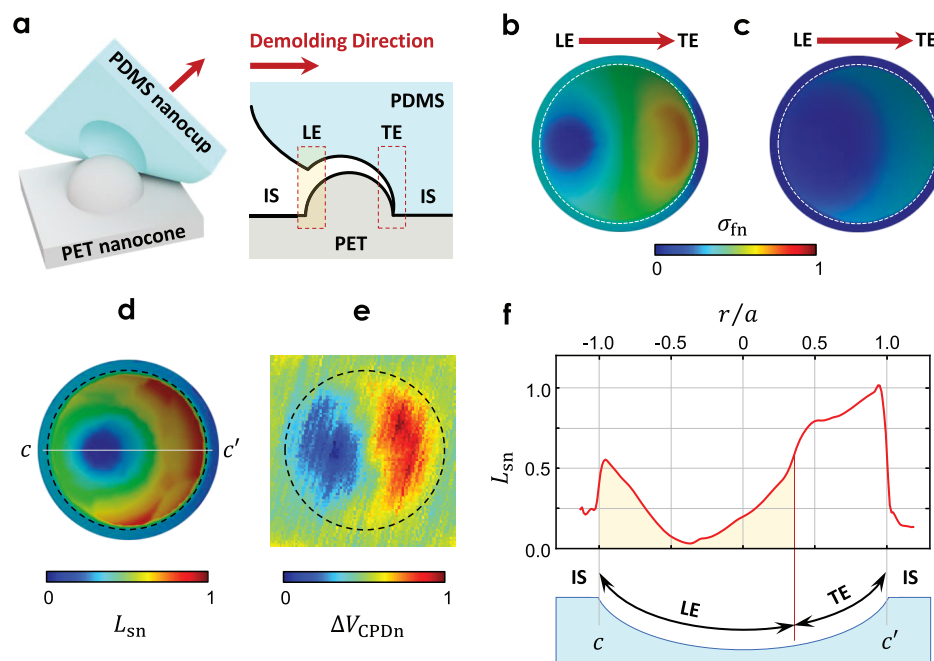 a
PDMS nanocup
PET nanocone
Demolding Direction
PDMS
LE
TE
IS
IS
PET
b
LE
TE
c
LE
TE
σfn
0
1
d
c
c′
0
1
Lsn
e
0
1
ΔVCPDn
f
r/a
-1.0
-0.5
0
0.5
1.0
Lsn
1.0
0.5
0.0
IS
IS
LE
TE
c
c′